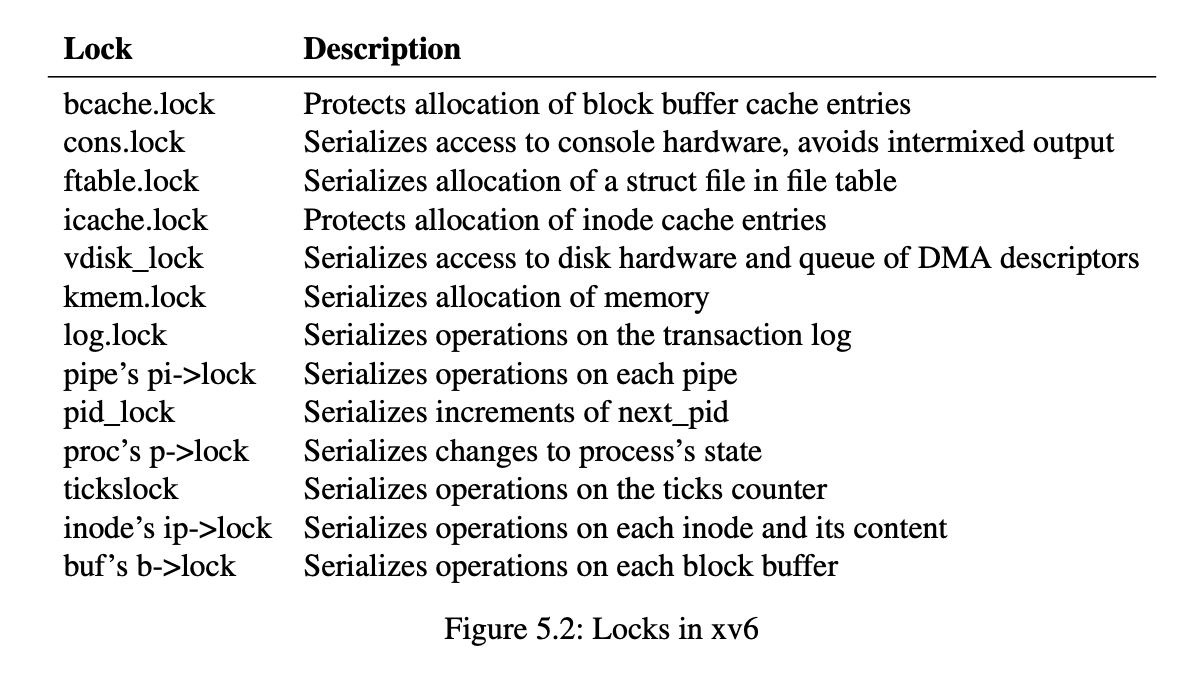 Lock Description
bcache.lock Protects allocation of block buffer cache entries
cons.lock Serializes access to console hardware, avoids intermixed output
ftable.lock Serializes allocation of a struct file in file table
icache.lock Protects allocation of inode cache entries
vdisk_lock Serializes access to disk hardware and queue of DMA descriptors
kmem.lock Serializes allocation of memory
log.lock Serializes operations on the transaction log
pipe’s pi->lock Serializes operations on each pipe
pid_lock Serializes increments of next_pid
proc’s p->lock Serializes changes to process’s state
tickslock Serializes operations on the ticks counter
inode’s ip->lock Serializes operations on each inode and its content
buf’s b->lock Serializes operations on each block buffer
Figure 5.2: Locks in xv6